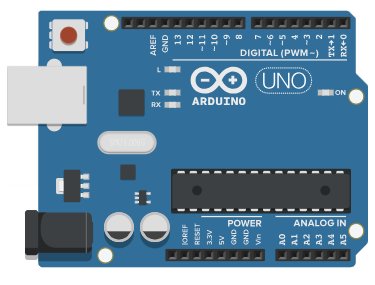 AREF
GND
13
12
~11
~10
~9
8
7
~6
~5
4
~3
2
TX→1
RX←0
DIGITAL (PWM~)
L
TX
RX
UNO
ON
ARDUINO
POWER
ANALOG IN
IOREF
RESET
3.3V
5V
GND
GND
Vin
A0
A1
A2
A3
A4
A5